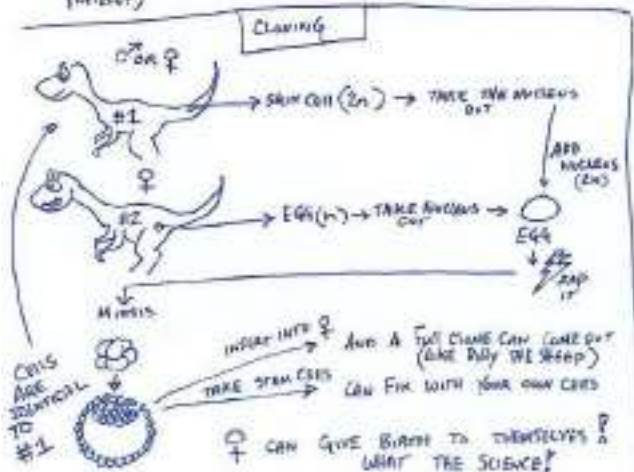 CLONING
♂ OR ♀
#1
SKIN CELL (2n) → TAKE THE NUCLEUS
OUT
ADD
NUCLEUS
(2n)
♀
#2
EGG (n) → TAKE NUCLEUS →
OUT
EGG
ZAP
IT
MITOSIS
INSERT INTO ♀
AND A FULL CLONE CAN COME OUT
(LIKE DOLLY THE SHEEP)
TAKE STEM CELLS
CAN FIX WITH YOUR OWN CELLS
CELLS
ARE
IDENTICAL
TO
#1
♀ CAN GIVE BIRTH TO THEMSELVES!
WHAT THE SCIENCE!